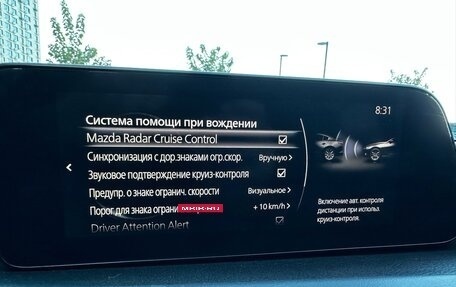 8:31
Система помощи при вождении
Mazda Radar Cruise Control
Синхронизация с дор.знаками огр.скор. Вручную
Звуковое подтверждение круиз-контроля
Предупр. о знаке огранич. скорости Визуальное
Порог для знака ограни +10 km/h
Driver Attention Alert
Включение авт. контроля
дистанции при использ.
круиз-контроля.